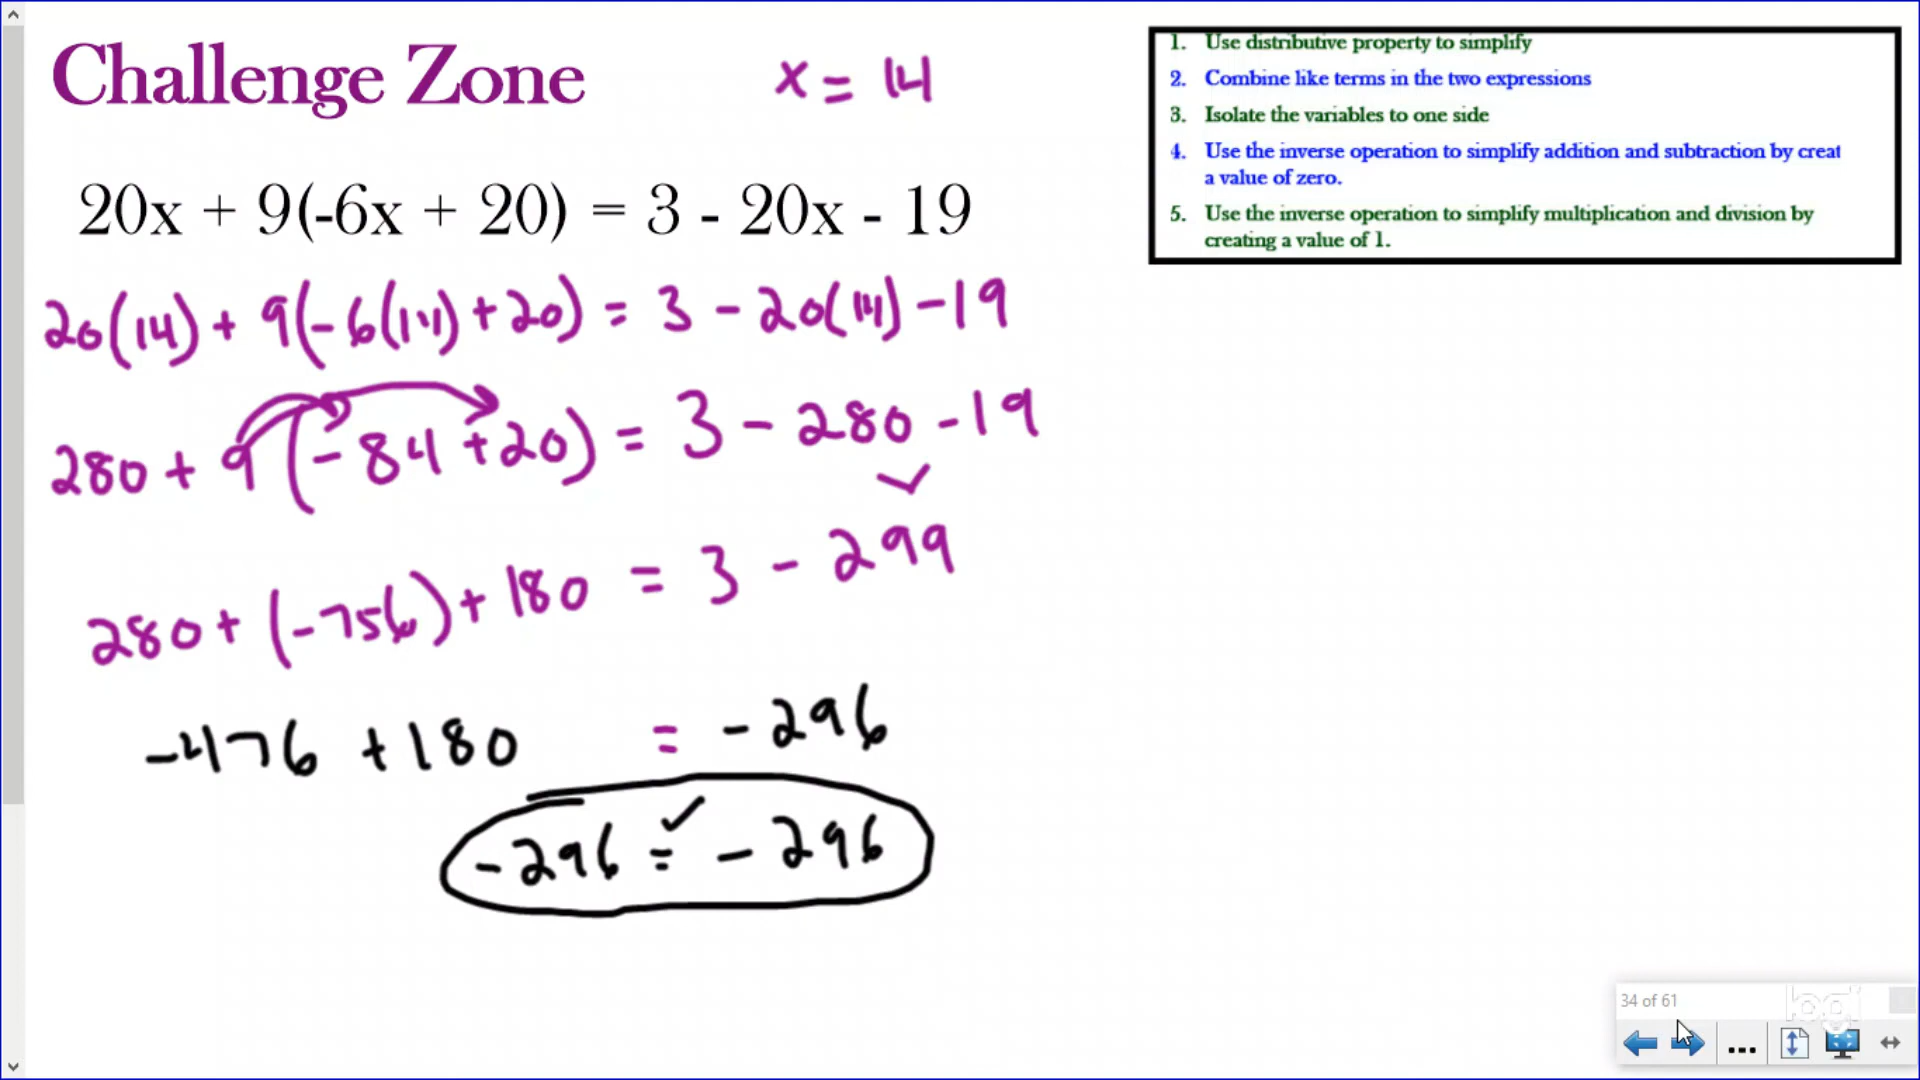 Challenge Zone
x = 14
20x + 9(-6x + 20) = 3 - 20x - 19
20(14) + 9(-6(14) + 20) = 3 - 20(14) - 19
280 + 9(-84 + 20) = 3 - 280 - 19
280 + (-756) + 180 = 3 - 299
-476 + 180 = -296
-296 = -296
1. Use distributive property to simplify
2. Combine like terms in the two expressions
3. Isolate the variables to one side
4. Use the inverse operation to simplify addition and subtraction by creat
a value of zero.
5. Use the inverse operation to simplify multiplication and division by
creating a value of 1.
34 of 61
logi